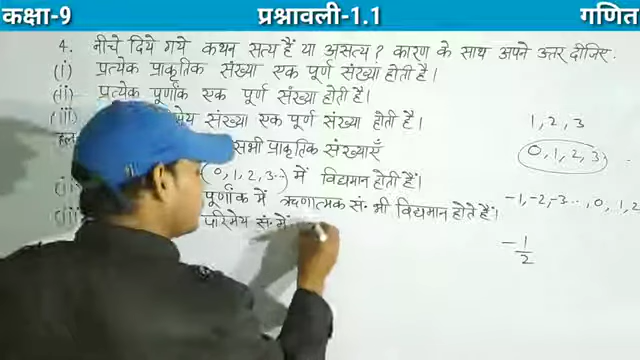 कक्षा-9 प्रश्नावली-1.1 गणित
4. नीचे दिये गये कथन सत्य हैं या असत्य? कारण के साथ अपने उत्तर दीजिए.
(i) प्रत्येक प्राकृतिक संख्या एक पूर्ण संख्या होती है।
(ii) प्रत्येक पूर्णांक एक पूर्ण संख्या होती है।
(iii) संख्या एक पूर्ण संख्या होती है। 1, 2, 3
सभी प्राकृतिक संख्याएँ 0, 1, 2, 3.
(0, 1, 2, 3--) में विद्यमान होती हैं।
पूर्णांक में ऋणात्मक सं॰ भी विद्यमान होते हैं। -1, -2, -3 ... , 0, 1, 2
परिमेय सं॰ में
-1/2